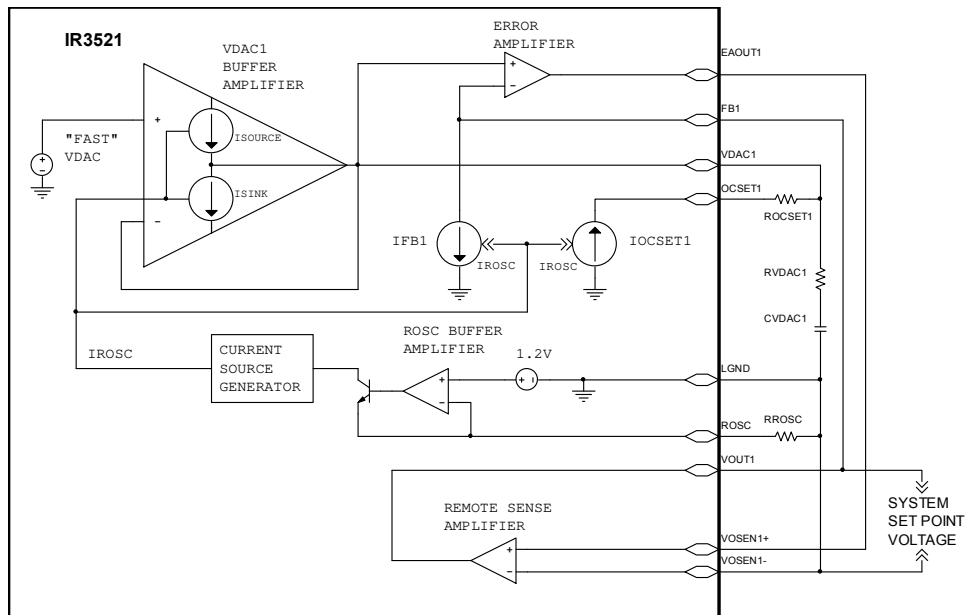 IR3521
VDAC1
BUFFER
AMPLIFIER
ERROR
AMPLIFIER
EAOUT1
+
-
FB1
+
"FAST"
VDAC
+
-
ISOURCE
VDAC1
OCSET1
ISINK
ROCSET1
-
IFB1
IROSC
IROSC
IOCSET1
RVDAC1
CVDAC1
ROSC BUFFER
AMPLIFIER
1.2V
IROSC
CURRENT
SOURCE
GENERATOR
+
-
+
-
LGND
ROSC
RROSC
VOUT1
REMOTE SENSE
AMPLIFIER
SYSTEM
SET POINT
VOLTAGE
+
-
VOSEN1+
VOSEN1-